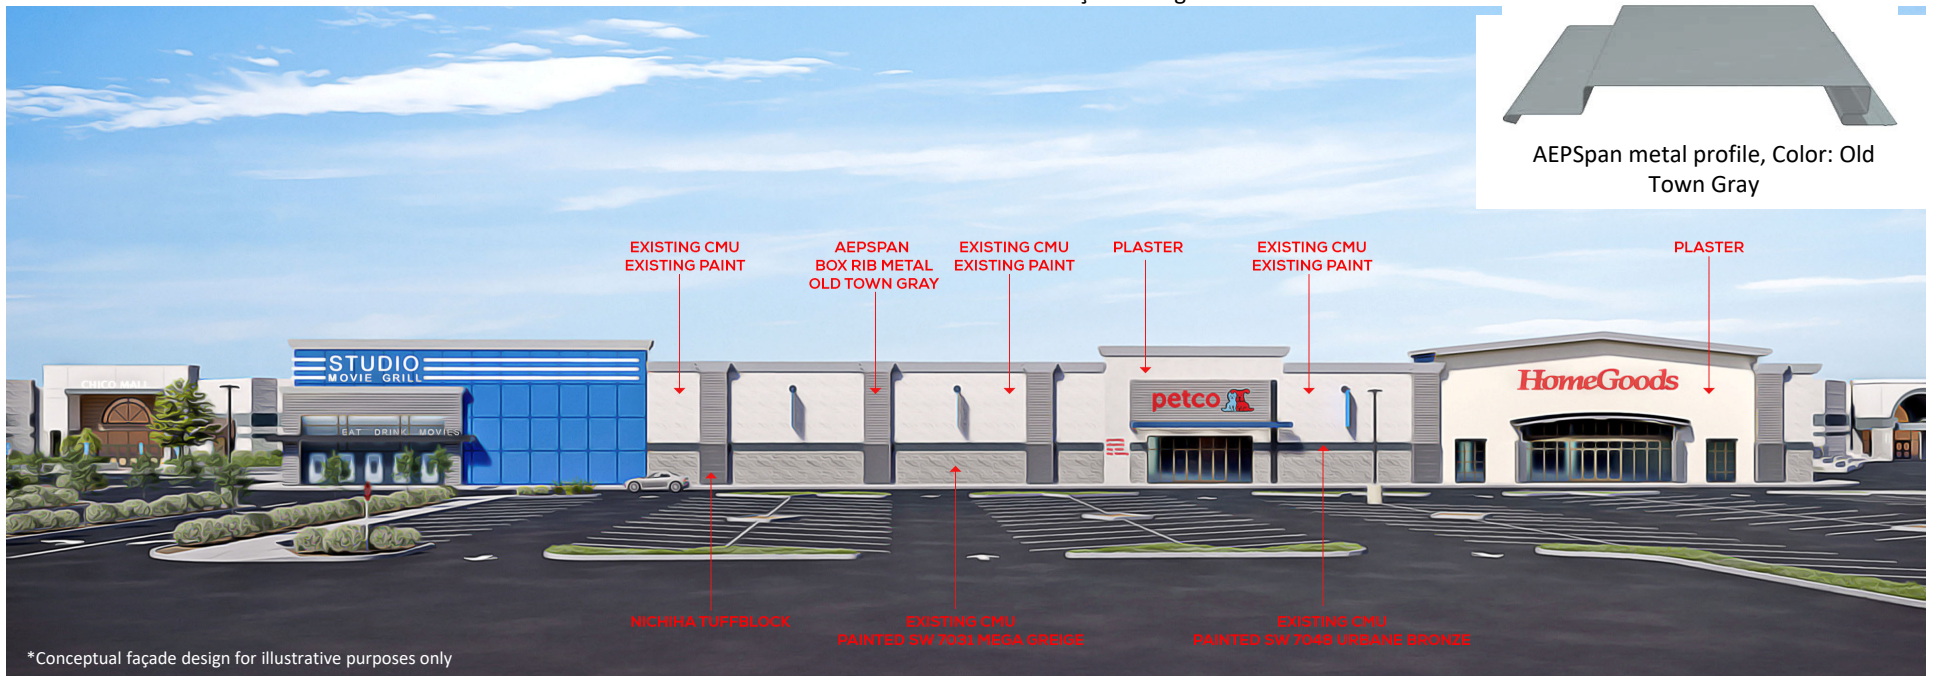 AEPSpan metal profile, Color: Old
Town Gray
EXISTING CMU
EXISTING PAINT
AEPSPAN
BOX RIB METAL
OLD TOWN GRAY
EXISTING CMU
EXISTING PAINT
PLASTER
EXISTING CMU
EXISTING PAINT
PLASTER
STUDIO
MOVIE GRILL
CHICO MALL
EAT DRINK MOVIES
petco
HomeGoods
NICHIHA TUFFBLOCK
EXISTING CMU
PAINTED SW 7031 MEGA GREIGE
EXISTING CMU
PAINTED SW 7048 URBANE BRONZE
*Conceptual façade design for illustrative purposes only